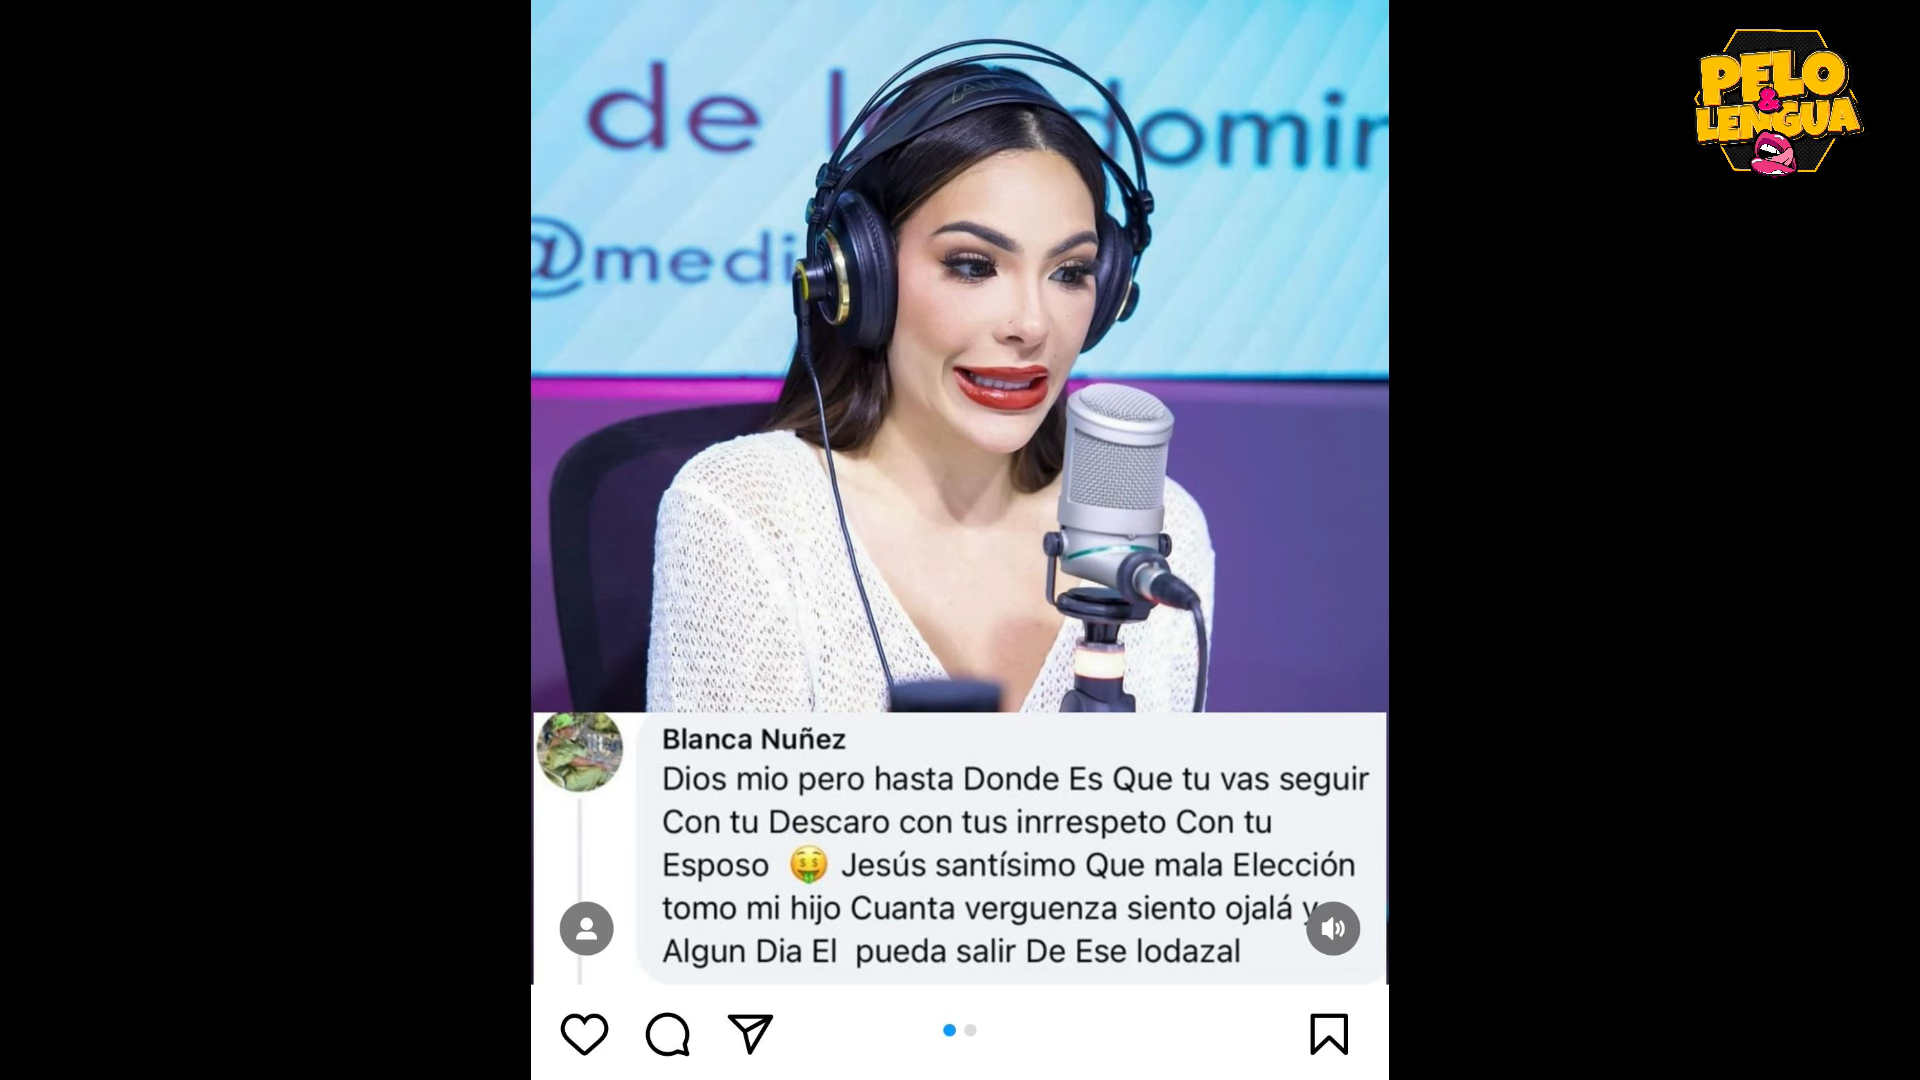 de l domin
@medi
PELO
&
LENGUA
Blanca Nuñez
Dios mio pero hasta Donde Es Que tu vas seguir
Con tu Descaro con tus inrrespeto Con tu
Esposo 🤑 Jesús santísimo Que mala Elección
tomo mi hijo Cuanta verguenza siento ojalá y
Algun Dia El pueda salir De Ese lodazal